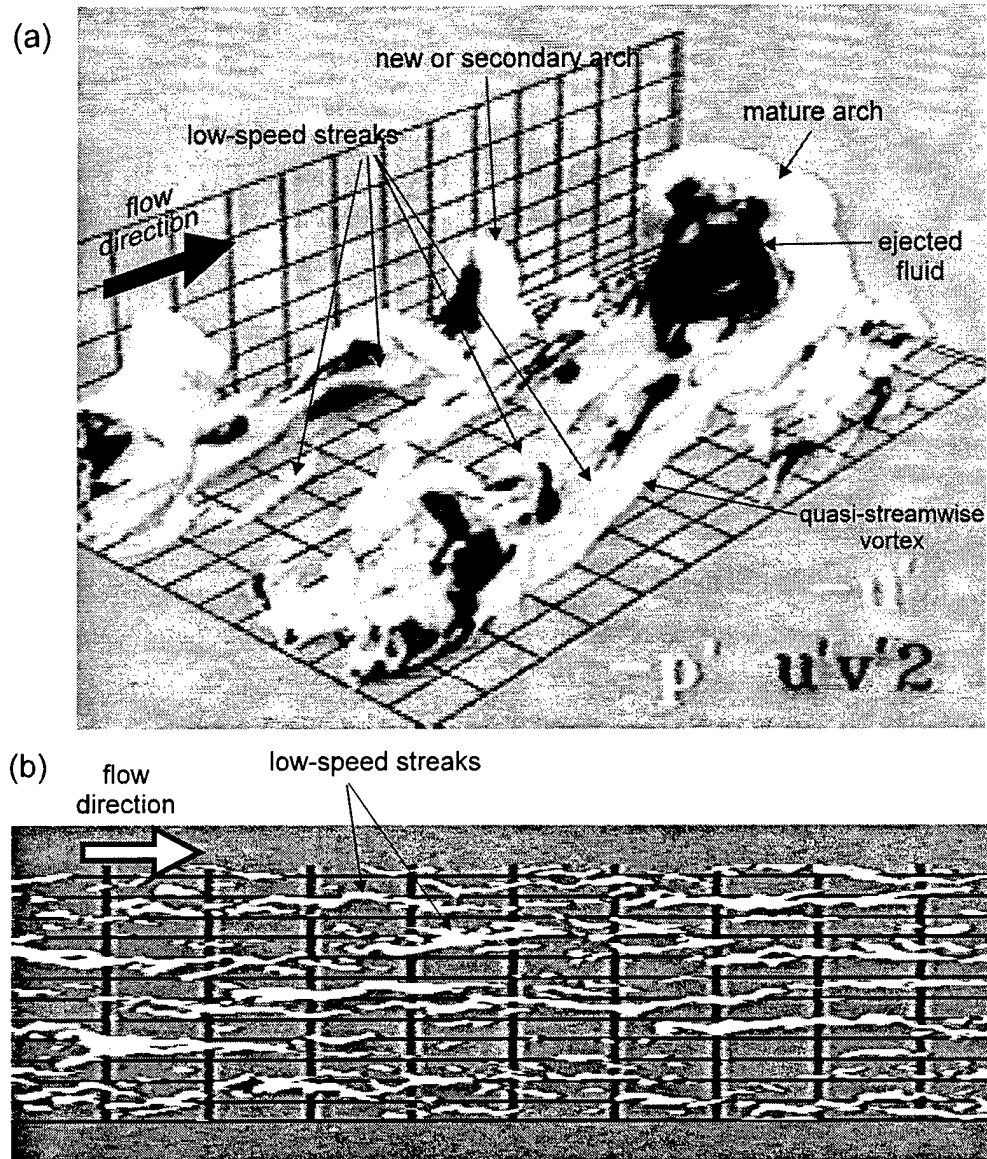 (a)
new or secondary arch
mature arch
low-speed streaks
flow
direction
ejected
fluid
quasi-streamwise
vortex
-u'
-p' u'v'2
(b)
low-speed streaks
flow
direction